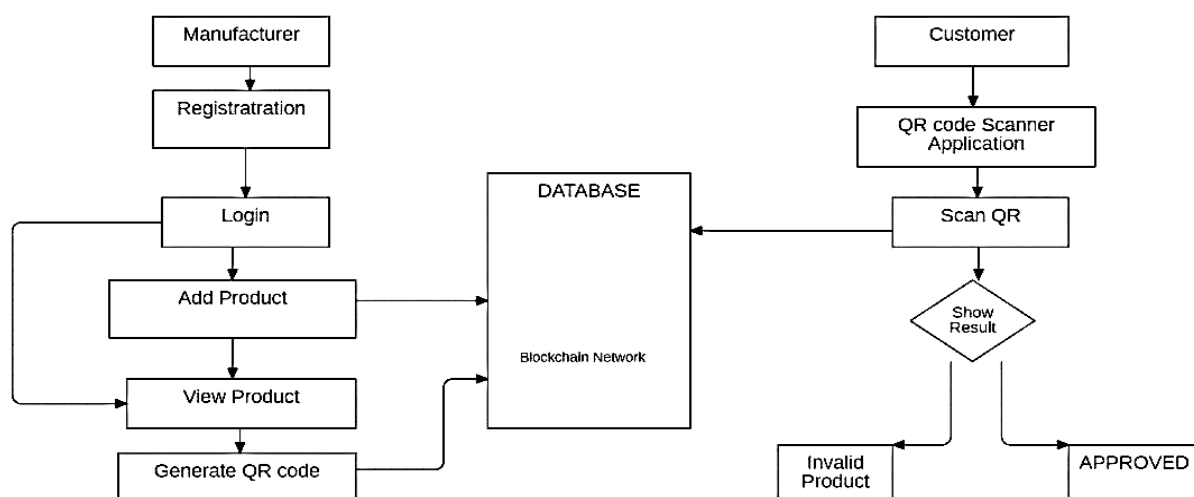 Manufacturer
Registratration
Login
Add Product
View Product
Generate QR code
DATABASE
Blockchain Network
Customer
QR code Scanner
Application
Scan QR
Show
Result
Invalid
Product
APPROVED